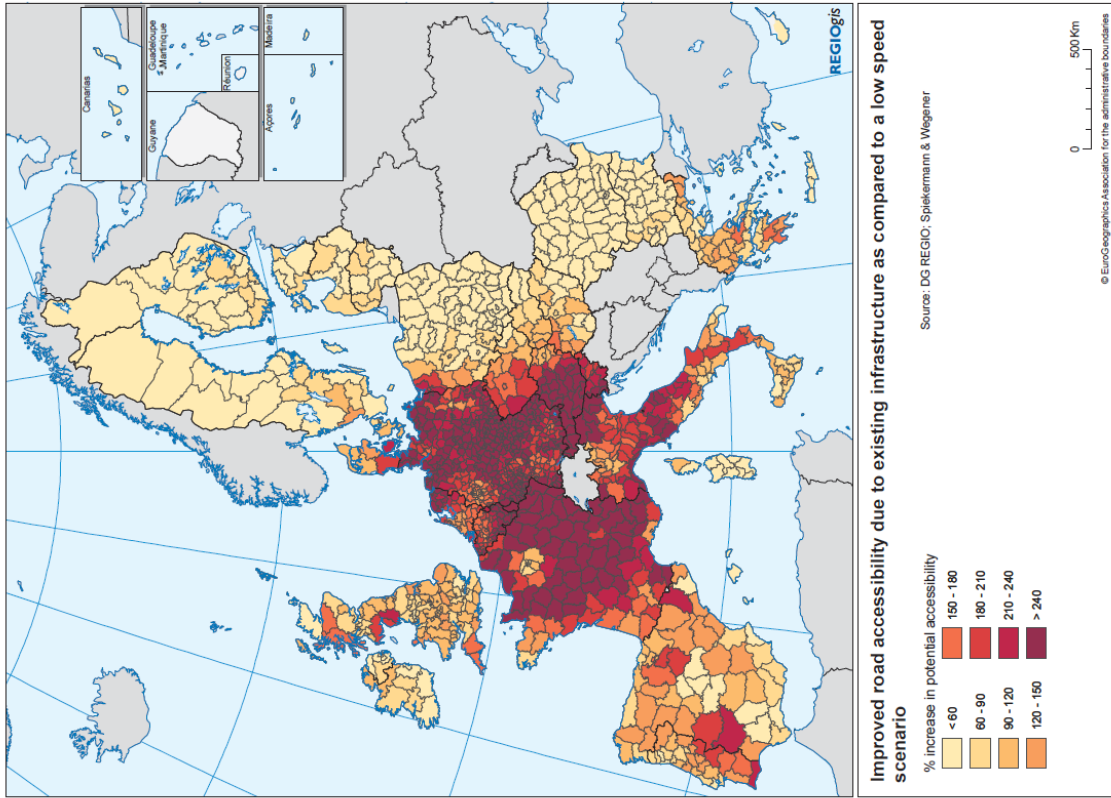 Canarias
Guyane
Guadeloupe
Martinique
Réunion
Açores
Madeira
REGIOgis
Improved road accessibility due to existing infrastructure as compared to a low speed
scenario
% increase in potential accessibility
<60
60 - 90
90 - 120
120 - 150
150 - 180
180 - 210
210 - 240
> 240
Source : DG REGIO; Spiekermann & Wegener
0 500 Km
© EuroGeographics Association for the administrative boundaries